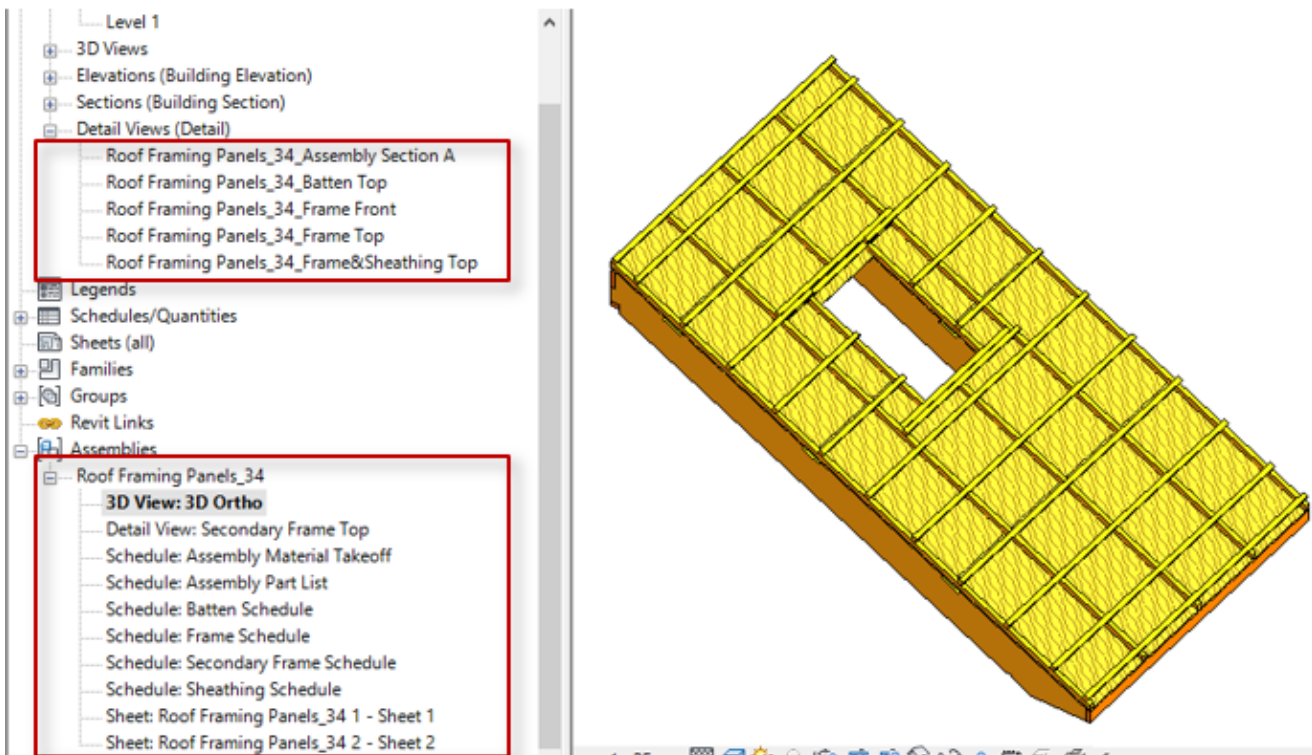 Level 1
3D Views
Elevations (Building Elevation)
Sections (Building Section)
Detail Views (Detail)
Roof Framing Panels_34_Assembly Section A
Roof Framing Panels_34_Batten Top
Roof Framing Panels_34_Frame Front
Roof Framing Panels_34_Frame Top
Roof Framing Panels_34_Frame&Sheathing Top
Legends
Schedules/Quantities
Sheets (all)
Families
Groups
Revit Links
Assemblies
Roof Framing Panels_34
3D View: 3D Ortho
Detail View: Secondary Frame Top
Schedule: Assembly Material Takeoff
Schedule: Assembly Part List
Schedule: Batten Schedule
Schedule: Frame Schedule
Schedule: Secondary Frame Schedule
Schedule: Sheathing Schedule
Sheet: Roof Framing Panels_34 1 - Sheet 1
Sheet: Roof Framing Panels_34 2 - Sheet 2